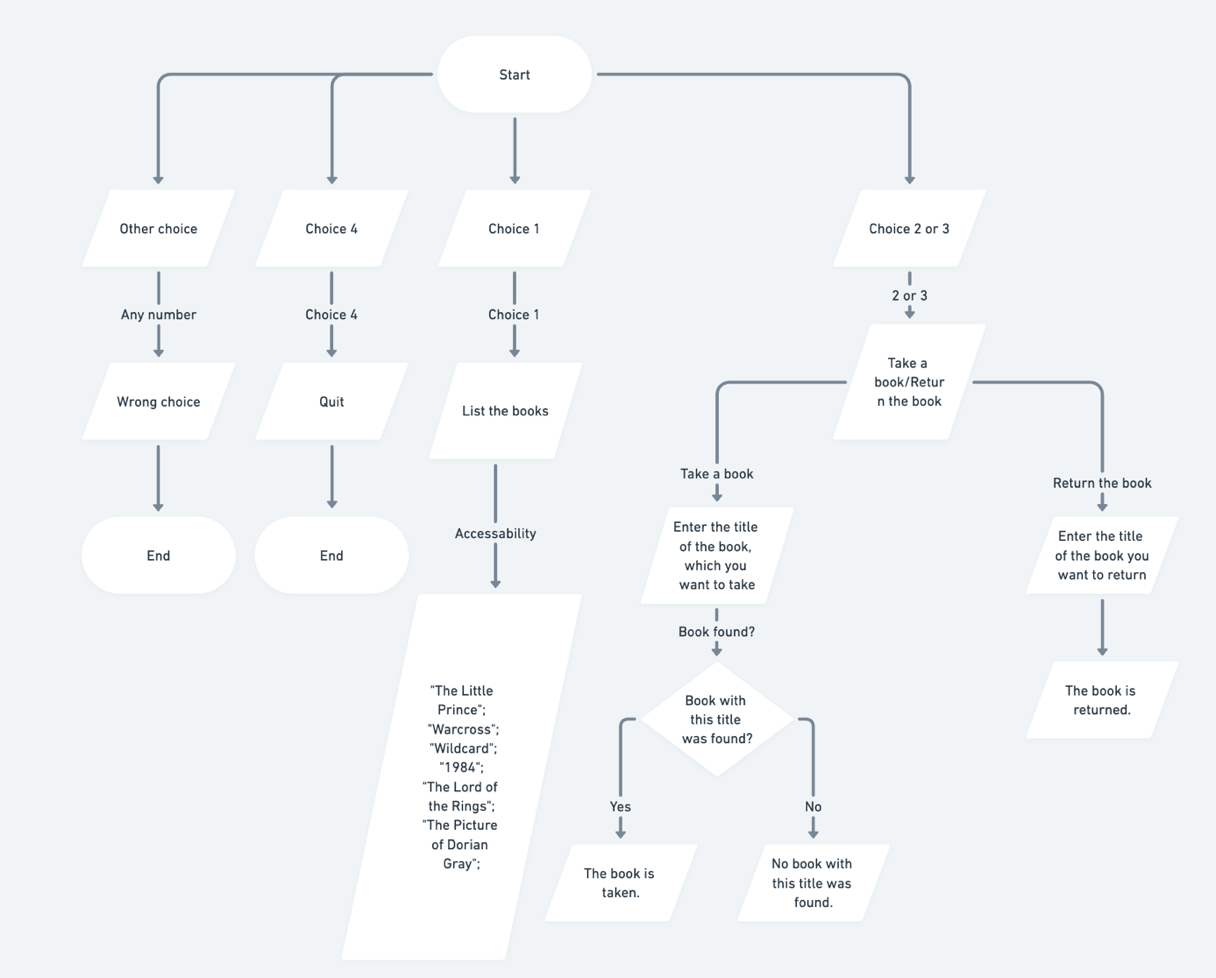 Start
Other choice
Choice 4
Choice 1
Choice 2 or 3
Any number
Choice 4
Choice 1
2 or 3
Wrong choice
Quit
List the books
Take a
book/Retur
n the book
Take a book
Return the book
End
End
Accessability
Enter the title
of the book,
which you
want to take
Enter the title
of the book you
want to return
Book found?
"The Little
Prince";
"Warcross";
"Wildcard";
"1984";
"The Lord of
the Rings";
"The Picture
of Dorian
Gray";
Book with
this title
was found?
The book is
returned.
Yes
No
The book is
taken.
No book with
this title was
found.